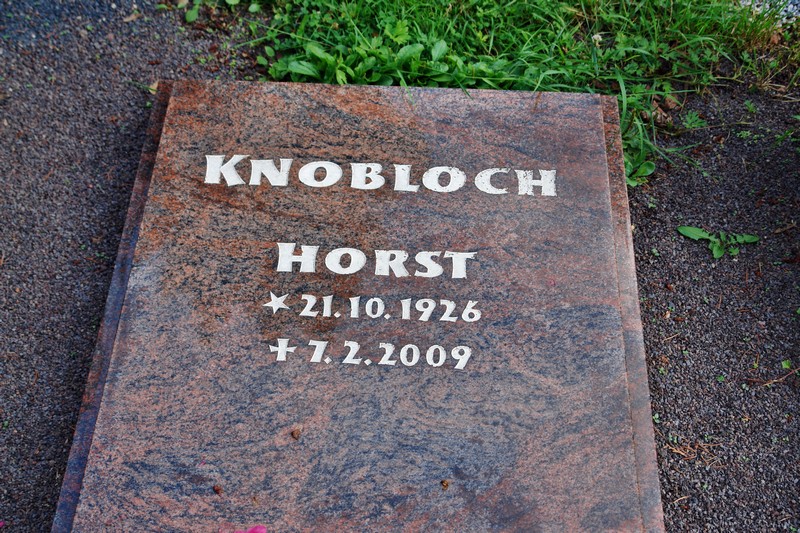 KNOBLOCH
HORST
★ 21. 10. 1926
✝ 7. 2. 2009